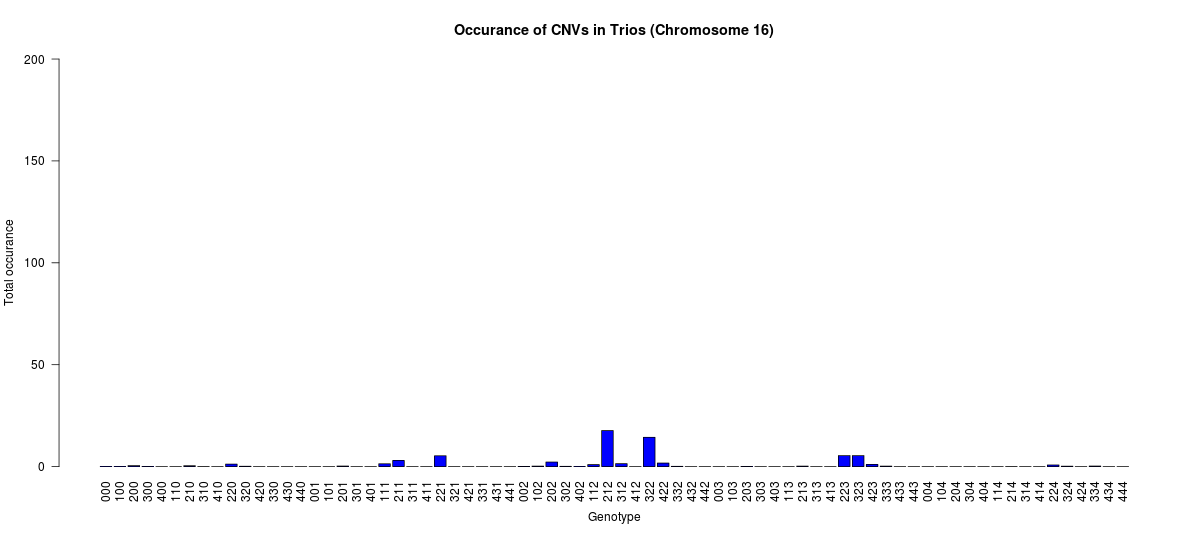 Occurance of CNVs in Trios (Chromosome 16)
200
150
100
50
0
Total occurance
000 100 200 300 400 110 210 310 410 220 320 420 330 430 440 001 101 201 301 401 111 211 311 411 221 321 421 331 431 441 002 102 202 302 402 112 212 312 412 322 422 332 432 442 003 103 203 303 403 113 213 313 413 223 323 423 333 433 443 004 104 204 304 404 114 214 314 414 224 324 424 334 434 444
Genotype